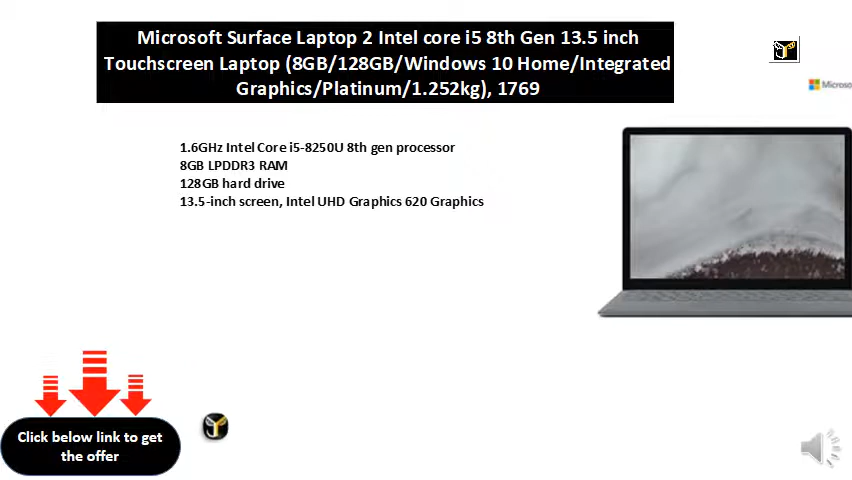 Microsoft Surface Laptop 2 Intel core i5 8th Gen 13.5 inch
Touchscreen Laptop (8GB/128GB/Windows 10 Home/Integrated
Graphics/Platinum/1.252kg), 1769
Microso
1.6GHz Intel Core i5-8250U 8th gen processor
8GB LPDDR3 RAM
128GB hard drive
13.5-inch screen, Intel UHD Graphics 620 Graphics
Click below link to get
the offer